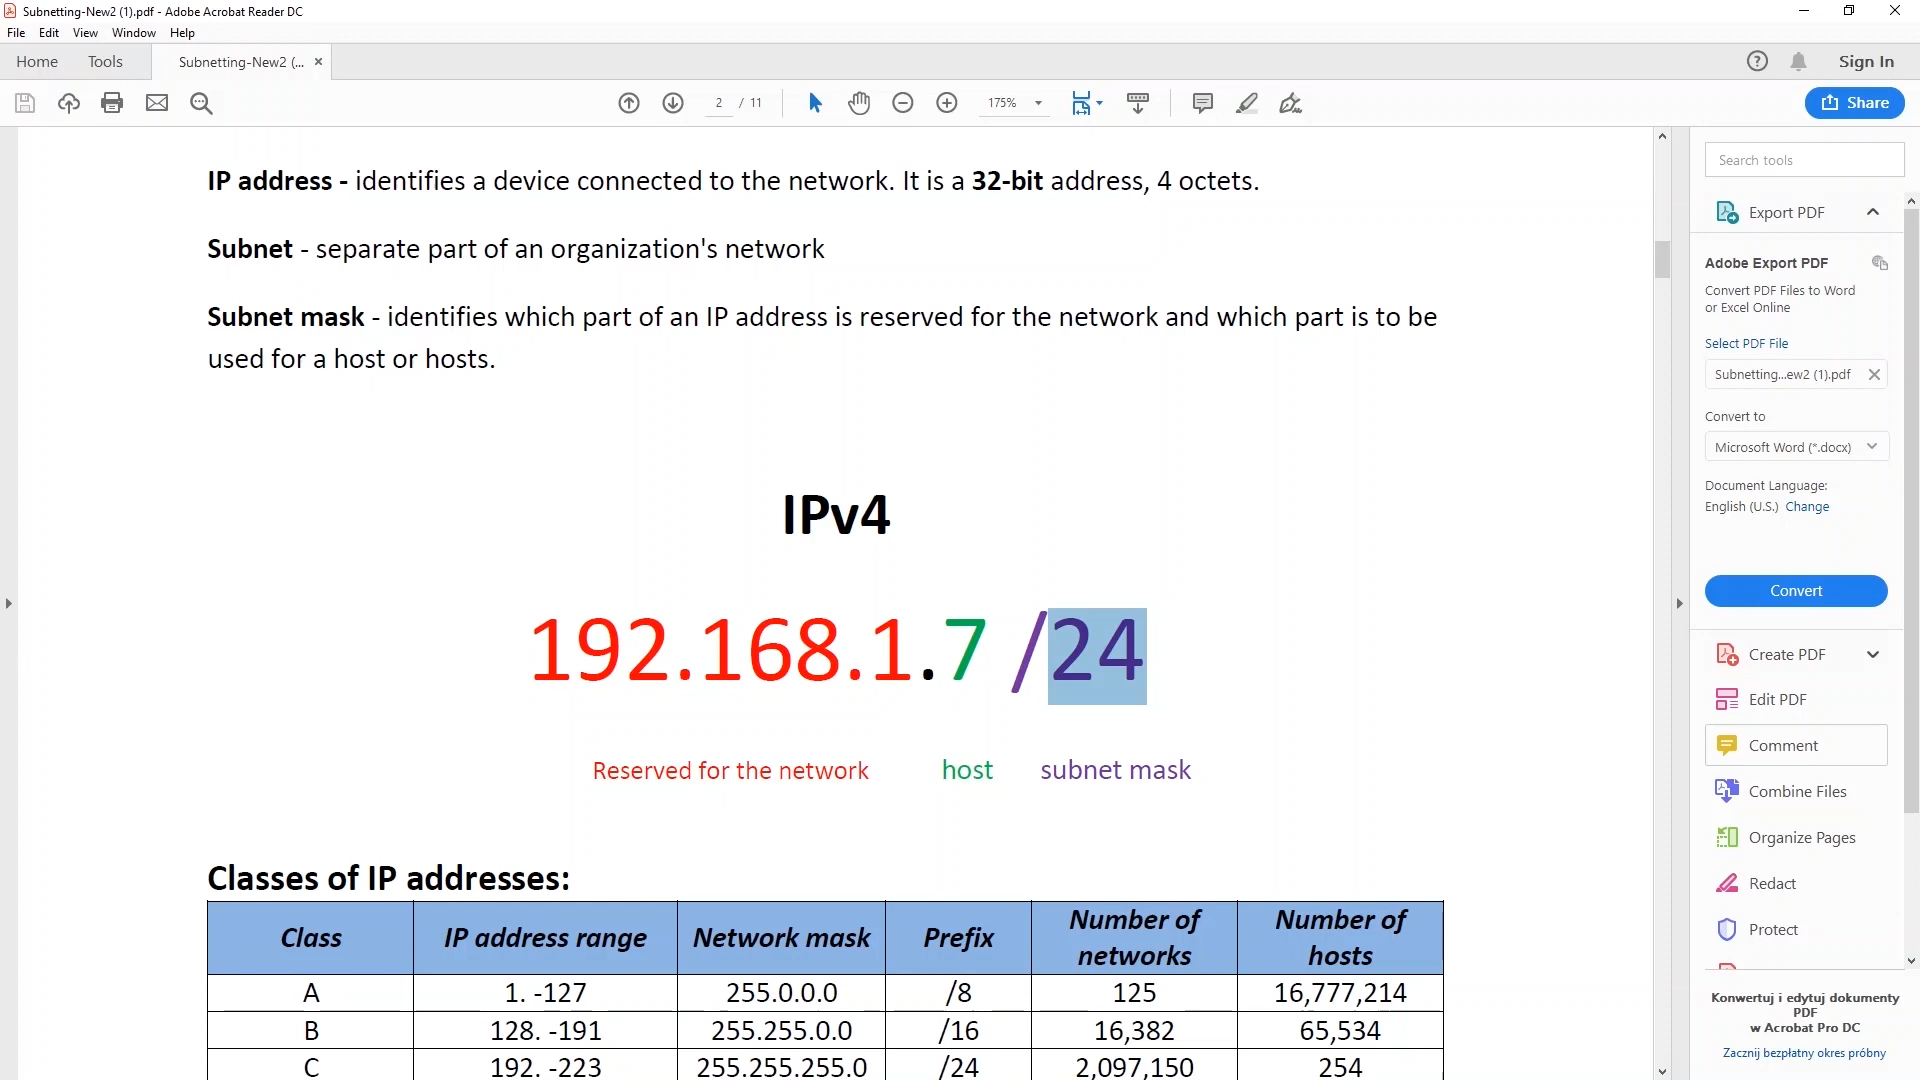 Subnetting-New2 (1).pdf - Adobe Acrobat Reader DC
File Edit View Window Help
Home Tools Subnetting-New2 (... × Sign In
2 / 11 175% Share
IP address - identifies a device connected to the network. It is a 32-bit address, 4 octets.
Subnet - separate part of an organization's network
Subnet mask - identifies which part of an IP address is reserved for the network and which part is to be
used for a host or hosts.
IPv4
192.168.1.7 /24
Reserved for the network host subnet mask
Classes of IP addresses:
Class IP address range Network mask Prefix Number of networks Number of hosts
A 1. -127 255.0.0.0 /8 125 16,777,214
B 128. -191 255.255.0.0 /16 16,382 65,534
C 192. -223 255.255.255.0 /24 2,097,150 254
Search tools
Export PDF
Adobe Export PDF
Convert PDF Files to Word
or Excel Online
Select PDF File
Subnetting...ew2 (1).pdf
Convert to
Microsoft Word (*.docx)
Document Language:
English (U.S.) Change
Convert
Create PDF
Edit PDF
Comment
Combine Files
Organize Pages
Redact
Protect
Konwertuj i edytuj dokumenty
PDF
w Acrobat Pro DC
Zacznij bezpłatny okres próbny